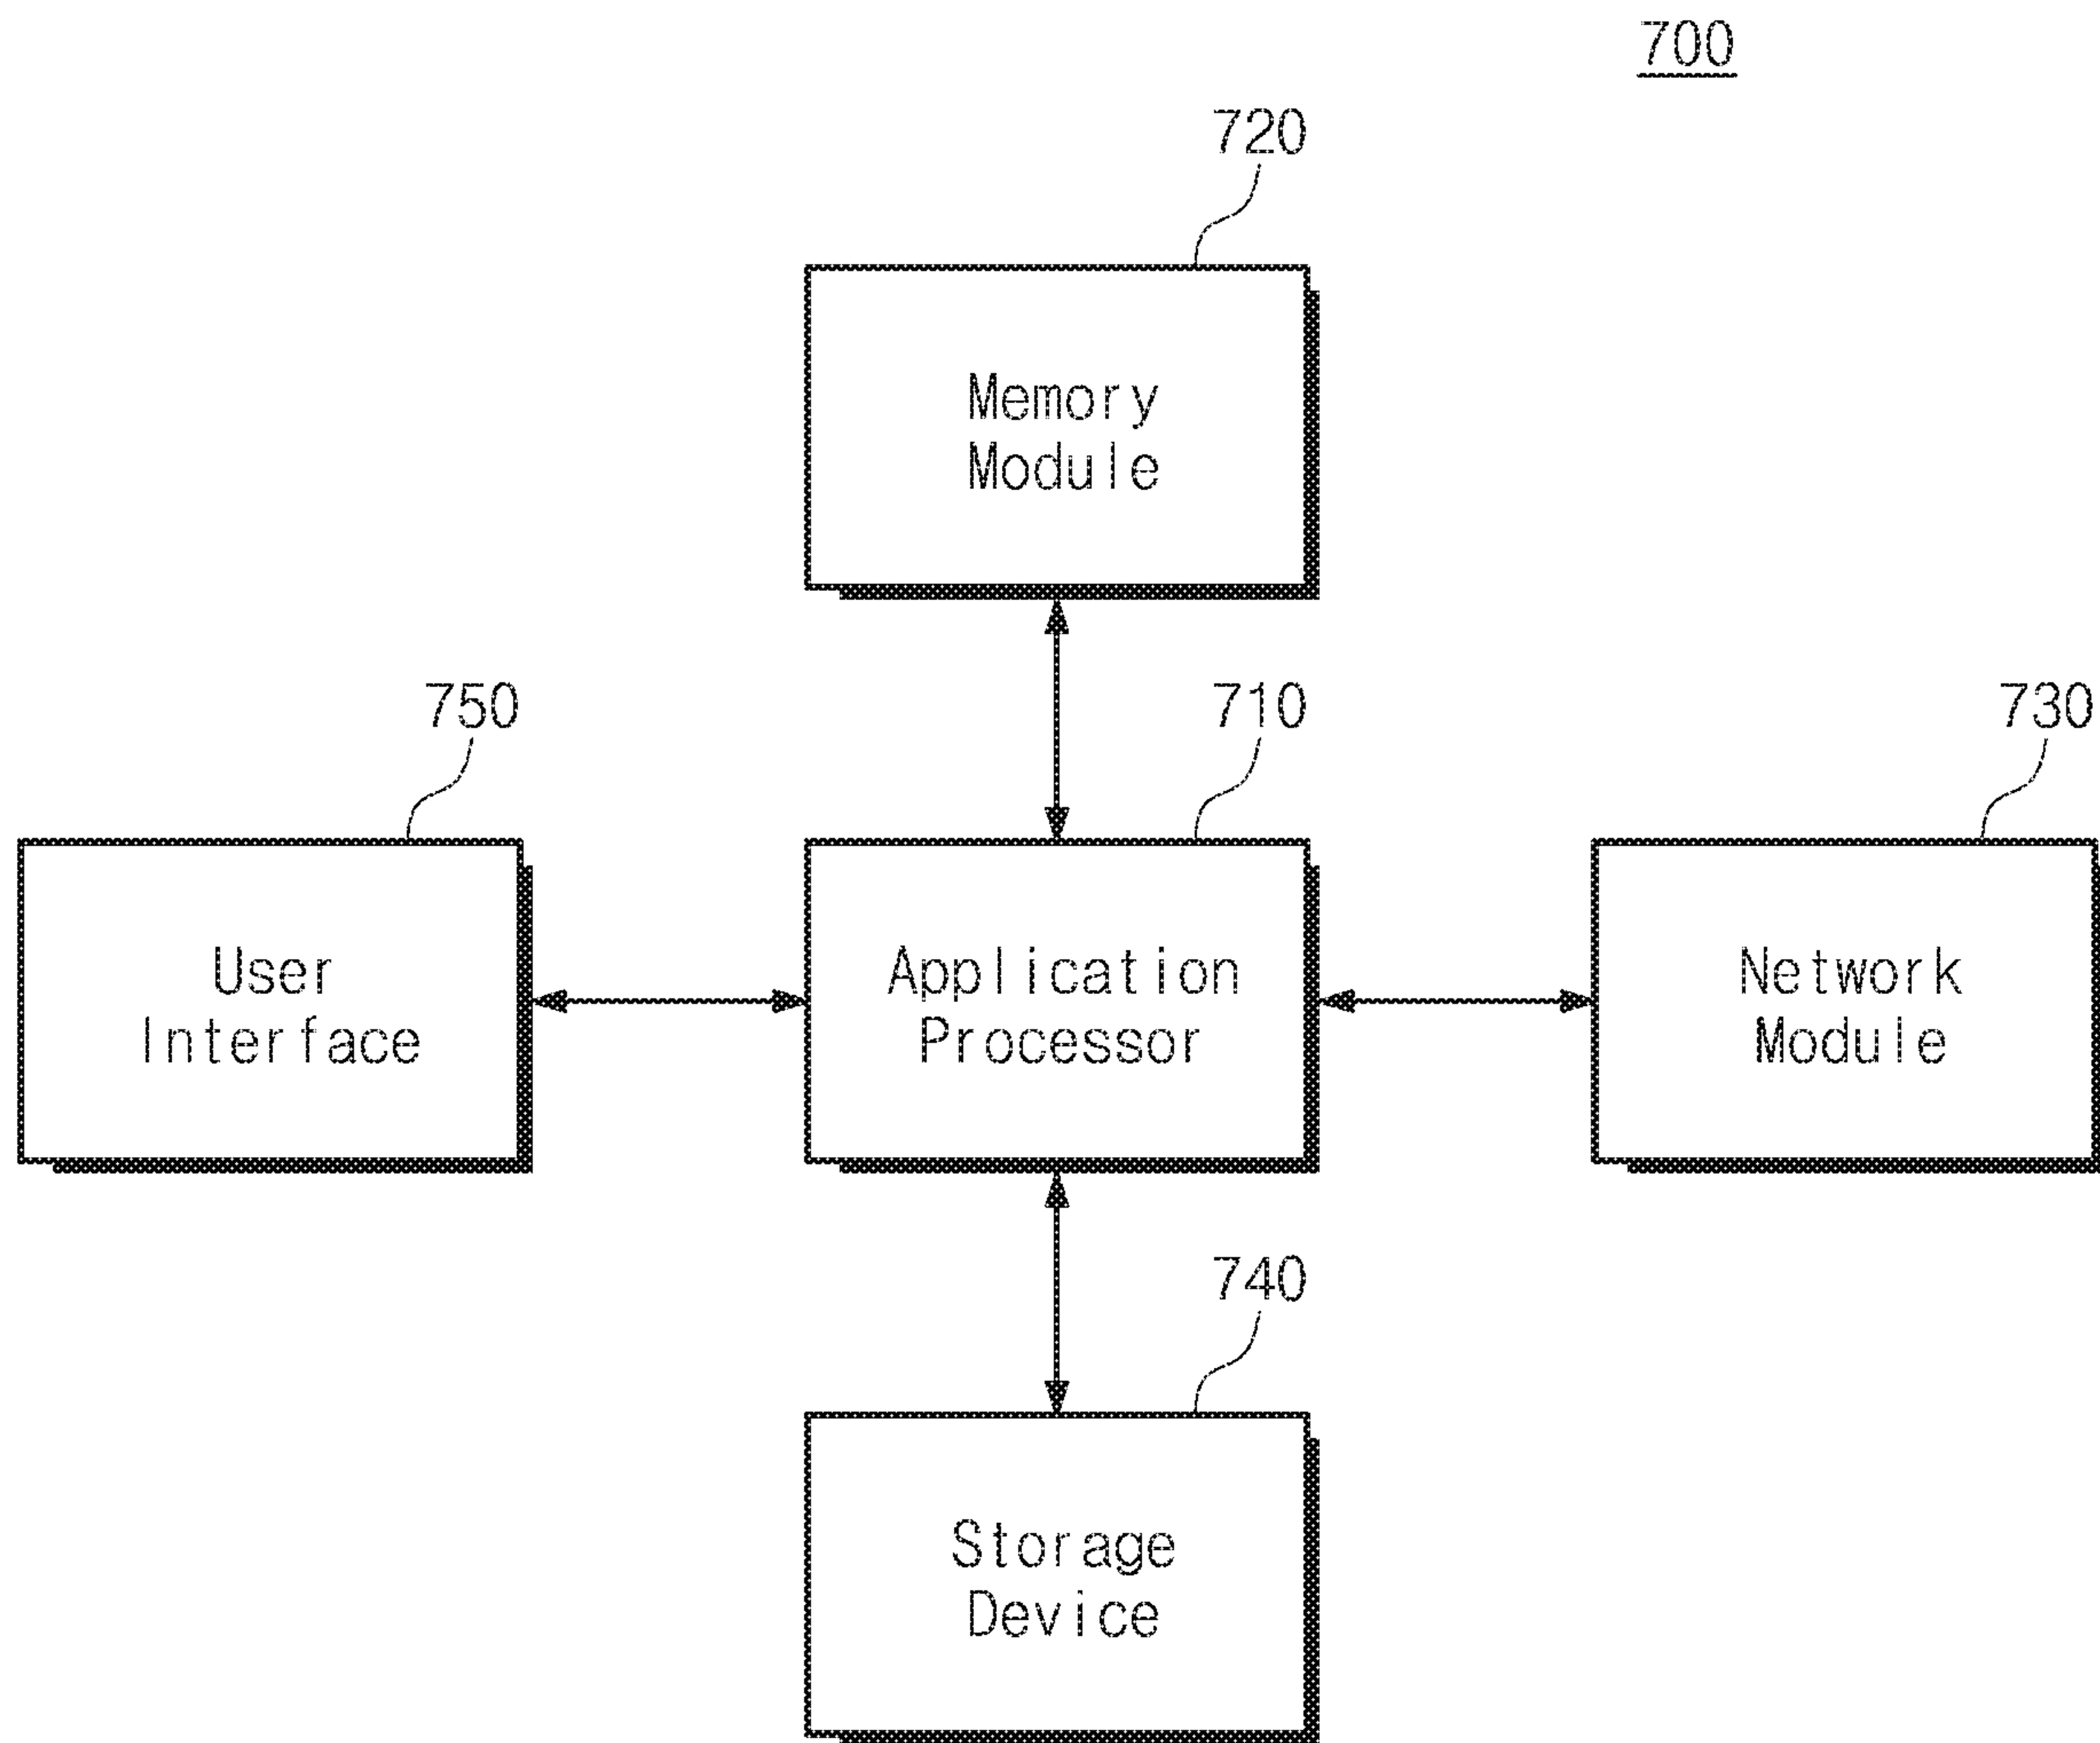 700
720
Memory
Module
750
710
730
User
Interface
Application
Processor
Network
Module
740
Storage
Device